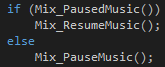 if (Mix_PausedMusic())
    Mix_ResumeMusic();
else
    Mix_PauseMusic();